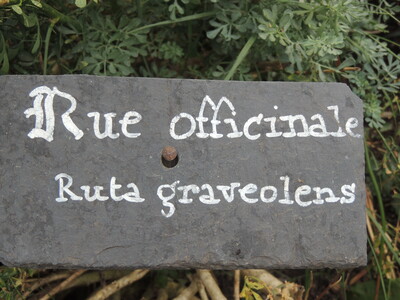 Rue officinale
Ruta graveolens